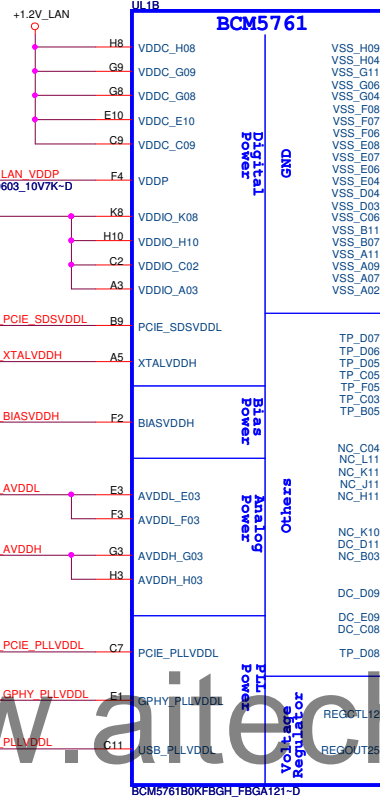 UL1B
+1.2V_LAN
BCM5761
H8 VDDC_H08
G9 VDDC_G09
G8 VDDC_G08
E10 VDDC_E10
C9 VDDC_C09
LAN_VDDP F4 VDDP
0603_10V7K~D
K8 VDDIO_K08
H10 VDDIO_H10
C2 VDDIO_C02
A3 VDDIO_A03
PCIE_SDSVDDL B9 PCIE_SDSVDDL
XTALVDDH A5 XTALVDDH
BIASVDDH F2 BIASVDDH
AVDDL E3 AVDDL_E03
F3 AVDDL_F03
AVDDH G3 AVDDH_G03
H3 AVDDH_H03
PCIE_PLLVDDL C7 PCIE_PLLVDDL
GPHY_PLLVDDL E1 GPHY_PLLVDDL
PLLVDDL C11 USB_PLLVDDL
Digital
Power
Bias
Power
Analog
Power
PLL
Power
GND
Others
Voltage
Regulator
VSS_H09
VSS_H04
VSS_G11
VSS_G06
VSS_G04
VSS_F08
VSS_F07
VSS_F06
VSS_E08
VSS_E07
VSS_E06
VSS_E04
VSS_D04
VSS_D03
VSS_C06
VSS_B11
VSS_B07
VSS_A11
VSS_A09
VSS_A07
VSS_A02
TP_D07
TP_D06
TP_D05
TP_C05
TP_F05
TP_C03
TP_B05
NC_C04
NC_L11
NC_K11
NC_J11
NC_H11
NC_K10
DC_D11
NC_B03
DC_D09
DC_E09
DC_C08
TP_D08
REGCTL12
REGOUT25
w.aitech
BCM5761B0KFBGH_FBGA121~D